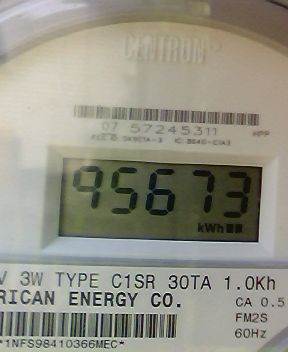 CENTRON®
07 57245311
HPP
95673
kWh
V 3W TYPE C1SR 30TA 1.0Kh
RICAN ENERGY CO.
CA 0.5
FM2S
60Hz
*1NFS98410366MEC*